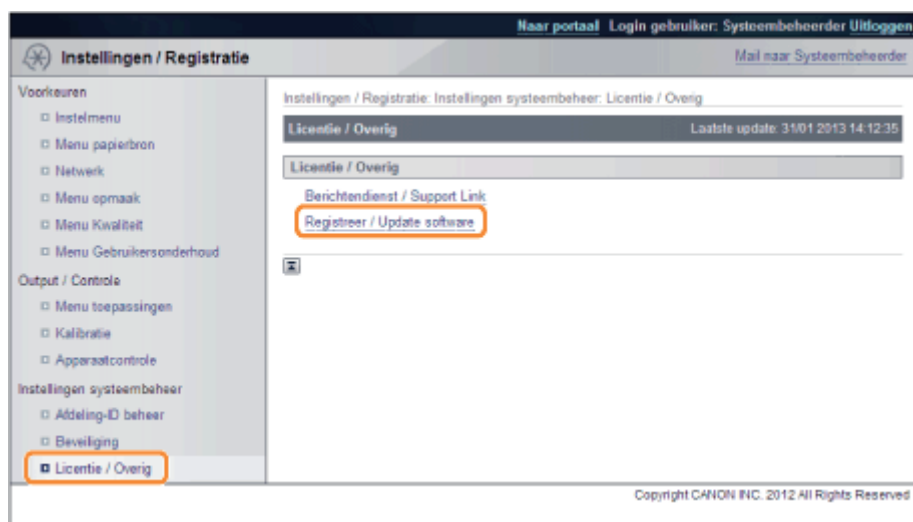 Naar portaal Login gebruiker: Systeembeheerder Uitloggen
Instellingen / Registratie
Mail naar Systeembeheerder
Voorkeuren
Instelmenu
Menu papierbron
Netwerk
Menu opmaak
Menu Kwaliteit
Menu Gebruikersonderhoud
Output / Controle
Menu toepassingen
Kalibratie
Apparaatcontrole
Instellingen systeembeheer
Afdeling-ID beheer
Beveiliging
Licentie / Overig
Instellingen / Registratie: Instellingen systeembeheer: Licentie / Overig
Licentie / Overig
Laatste update: 31/01 2013 14:12:35
Licentie / Overig
Berichtendienst / Support Link
Registreer / Update software
Copyright CANON INC. 2012 All Rights Reserved